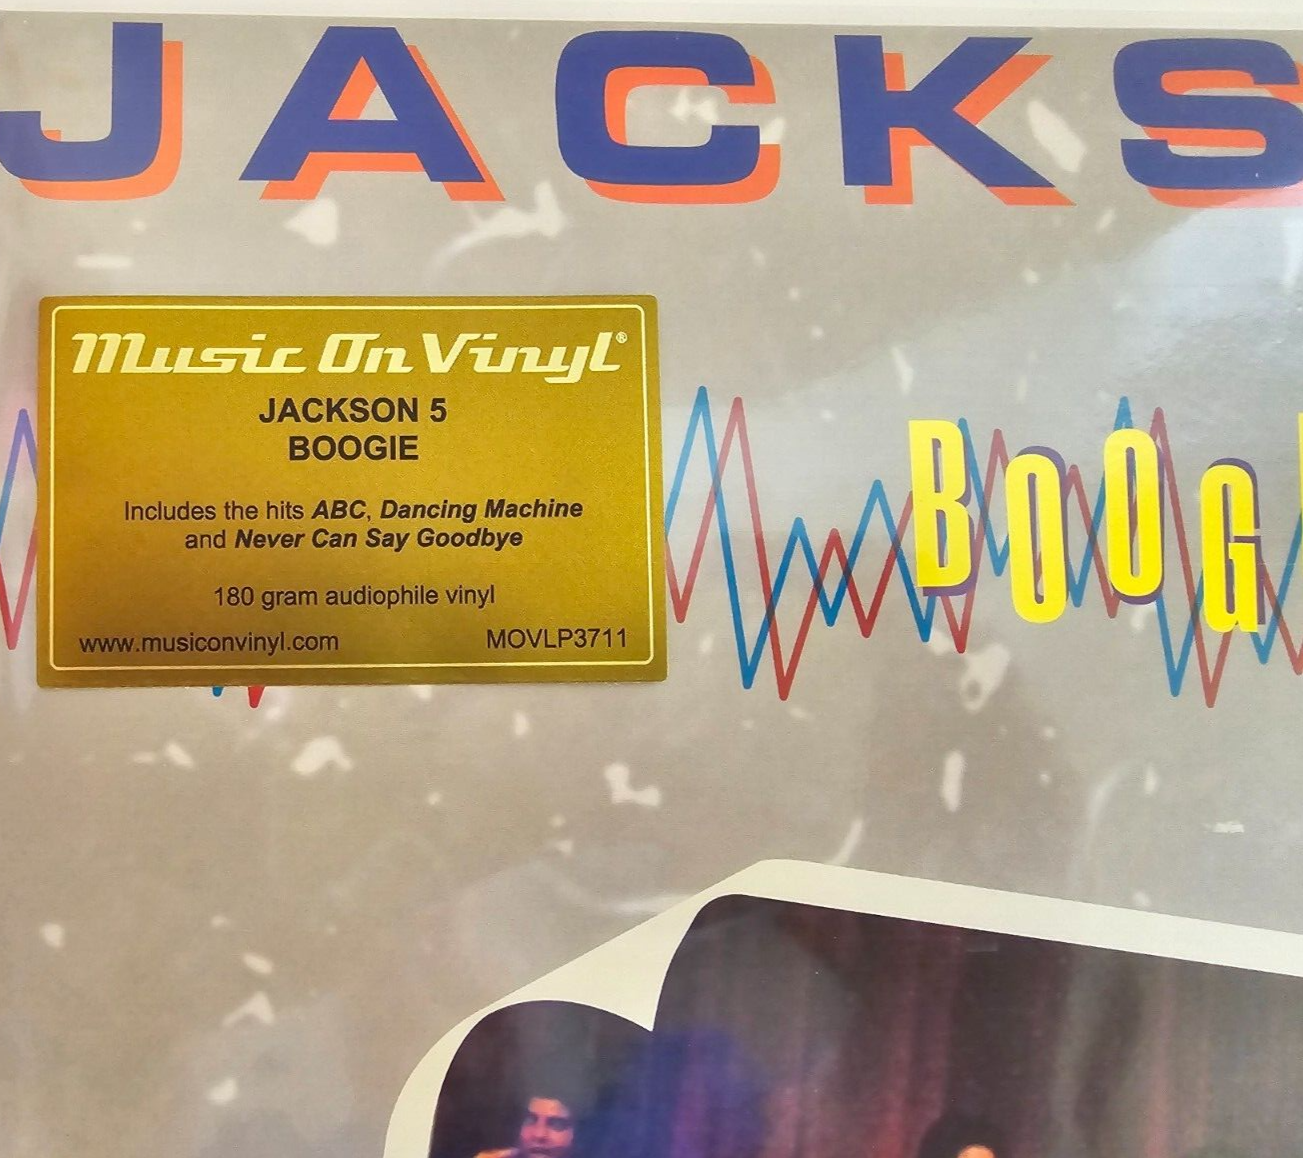 JACKS
Music On Vinyl®
JACKSON 5
BOOGIE
Includes the hits ABC, Dancing Machine
and Never Can Say Goodbye
180 gram audiophile vinyl
www.musiconvinyl.com MOVLP3711
BOOG